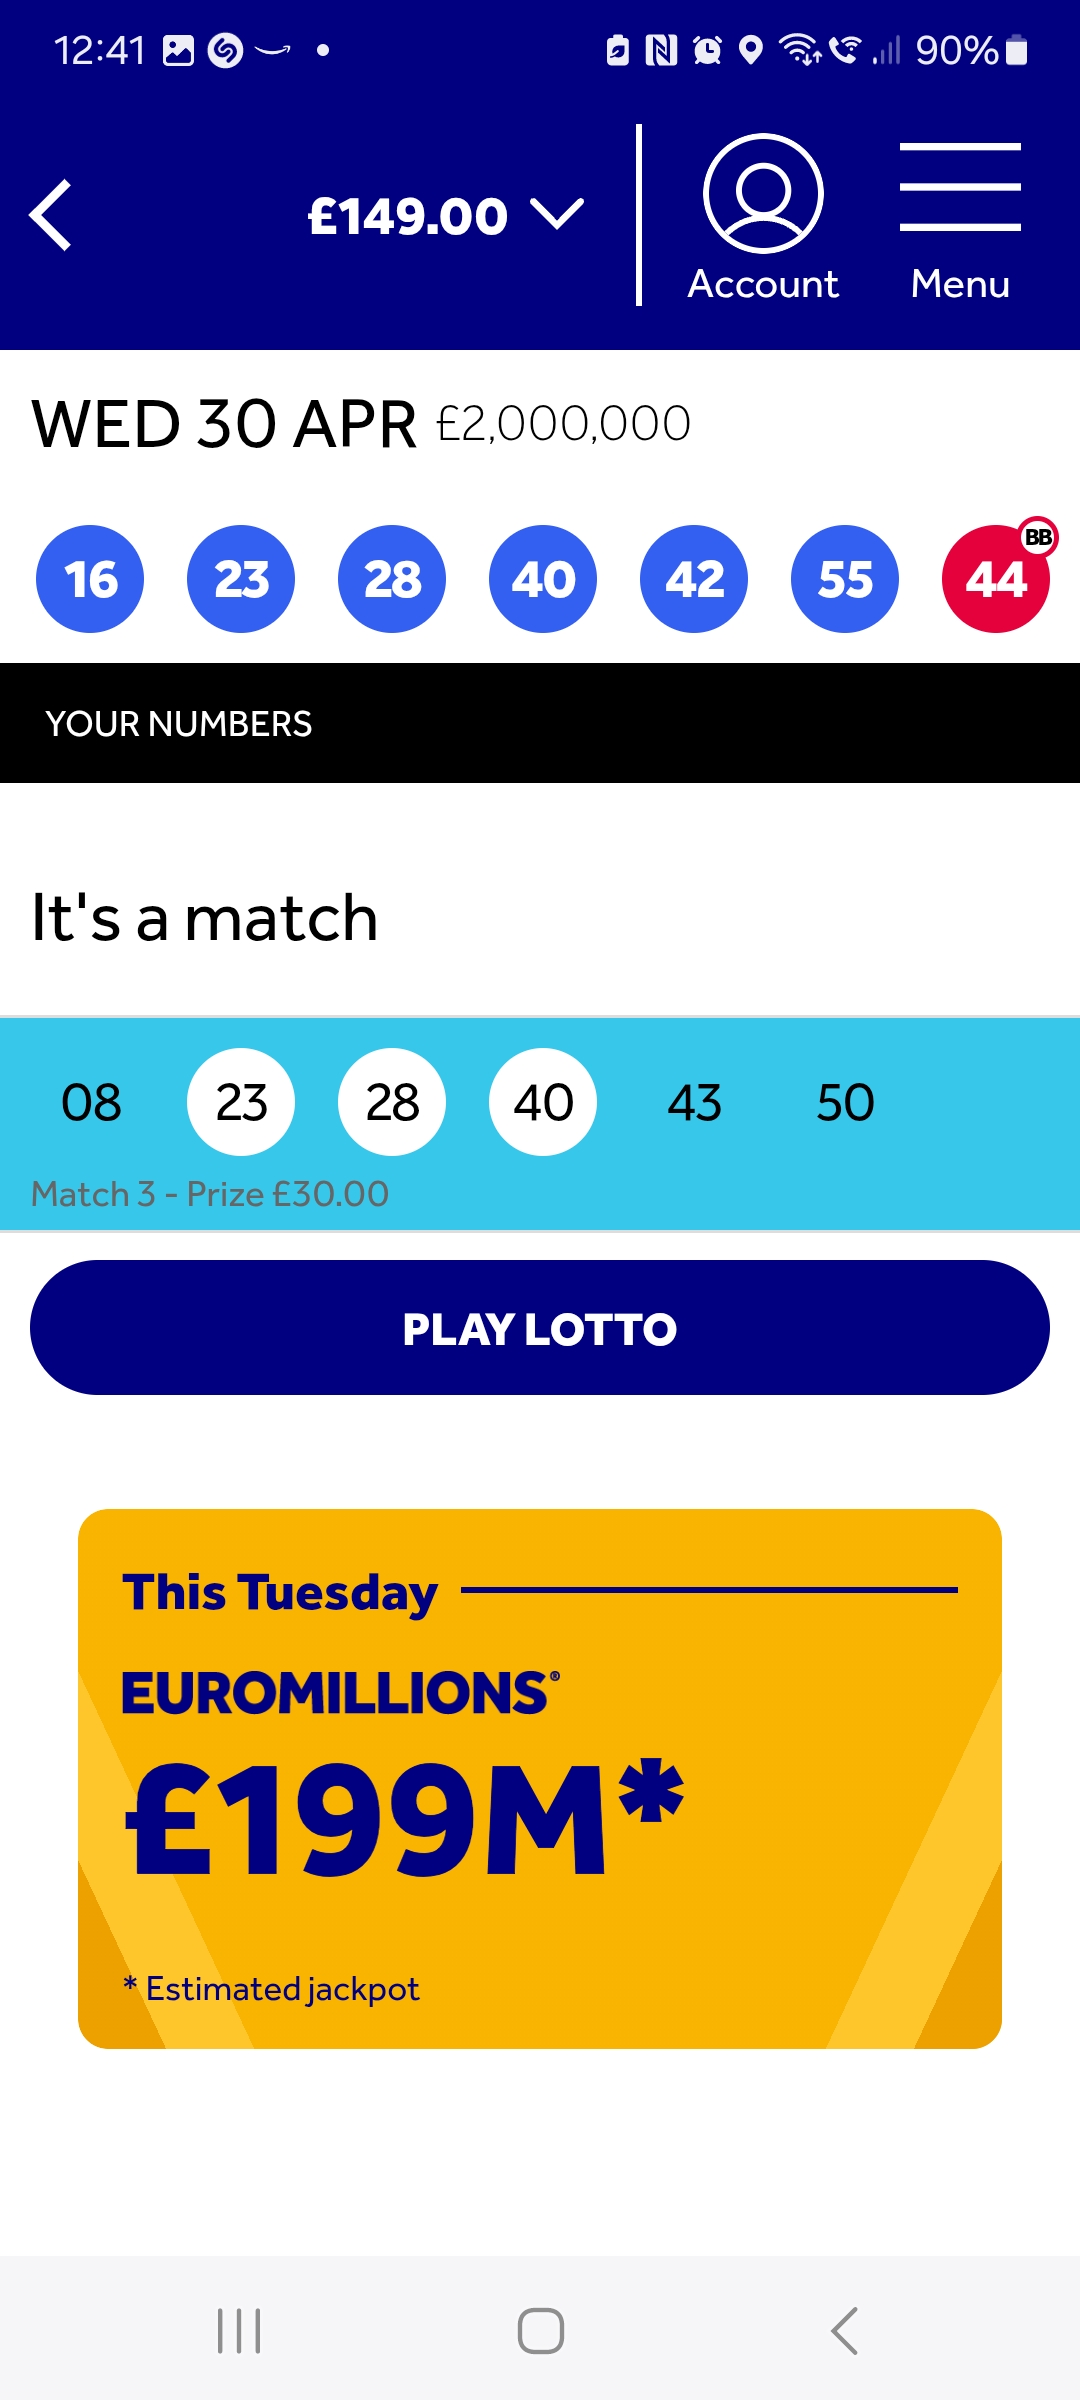 12:41 90%
£149.00
Account Menu
WED 30 APR £2,000,000
16 23 28 40 42 55 44 BB
YOUR NUMBERS
It's a match
08 23 28 40 43 50
Match 3 - Prize £30.00
PLAY LOTTO
This Tuesday
EUROMILLIONS®
£199M*
* Estimated jackpot